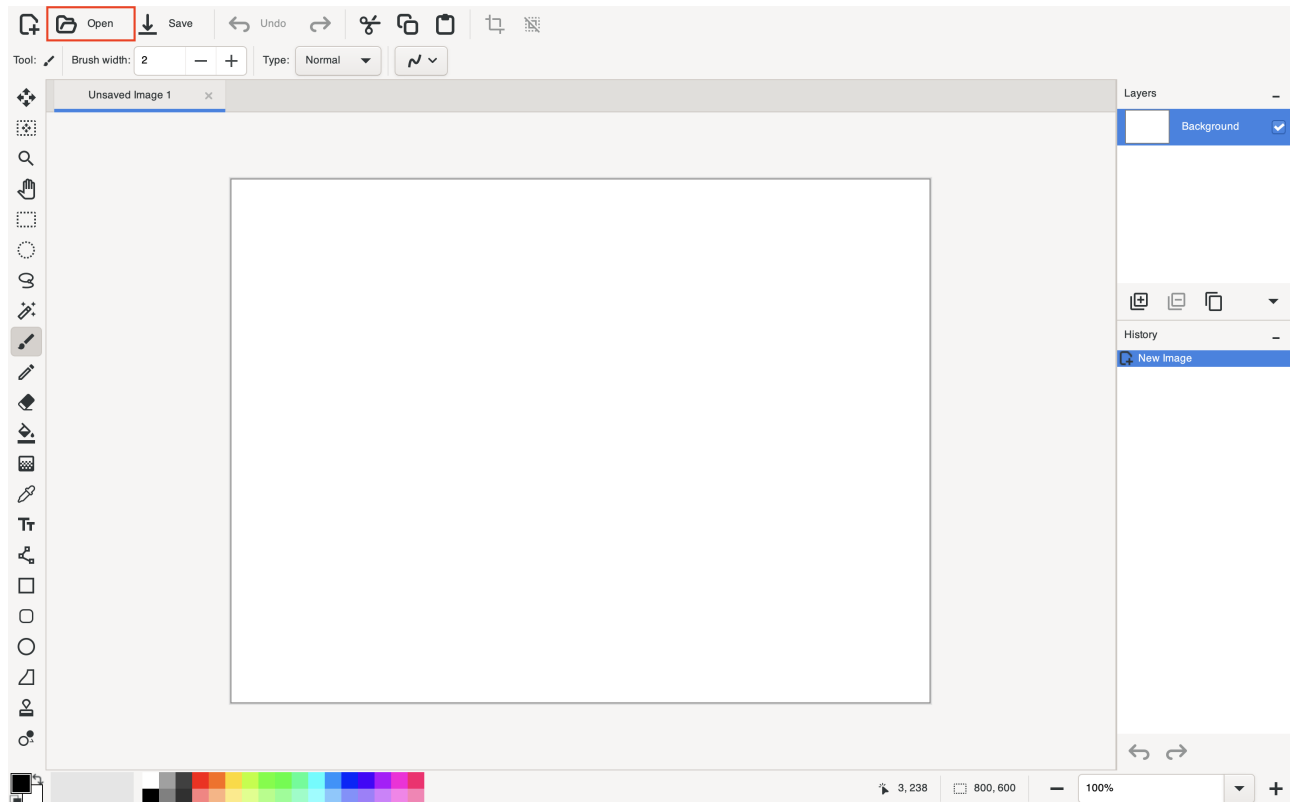 Open Save Undo
Tool: Brush width: 2 Type: Normal
Unsaved Image 1
Layers
Background
History
New Image
3, 238 800, 600 100%